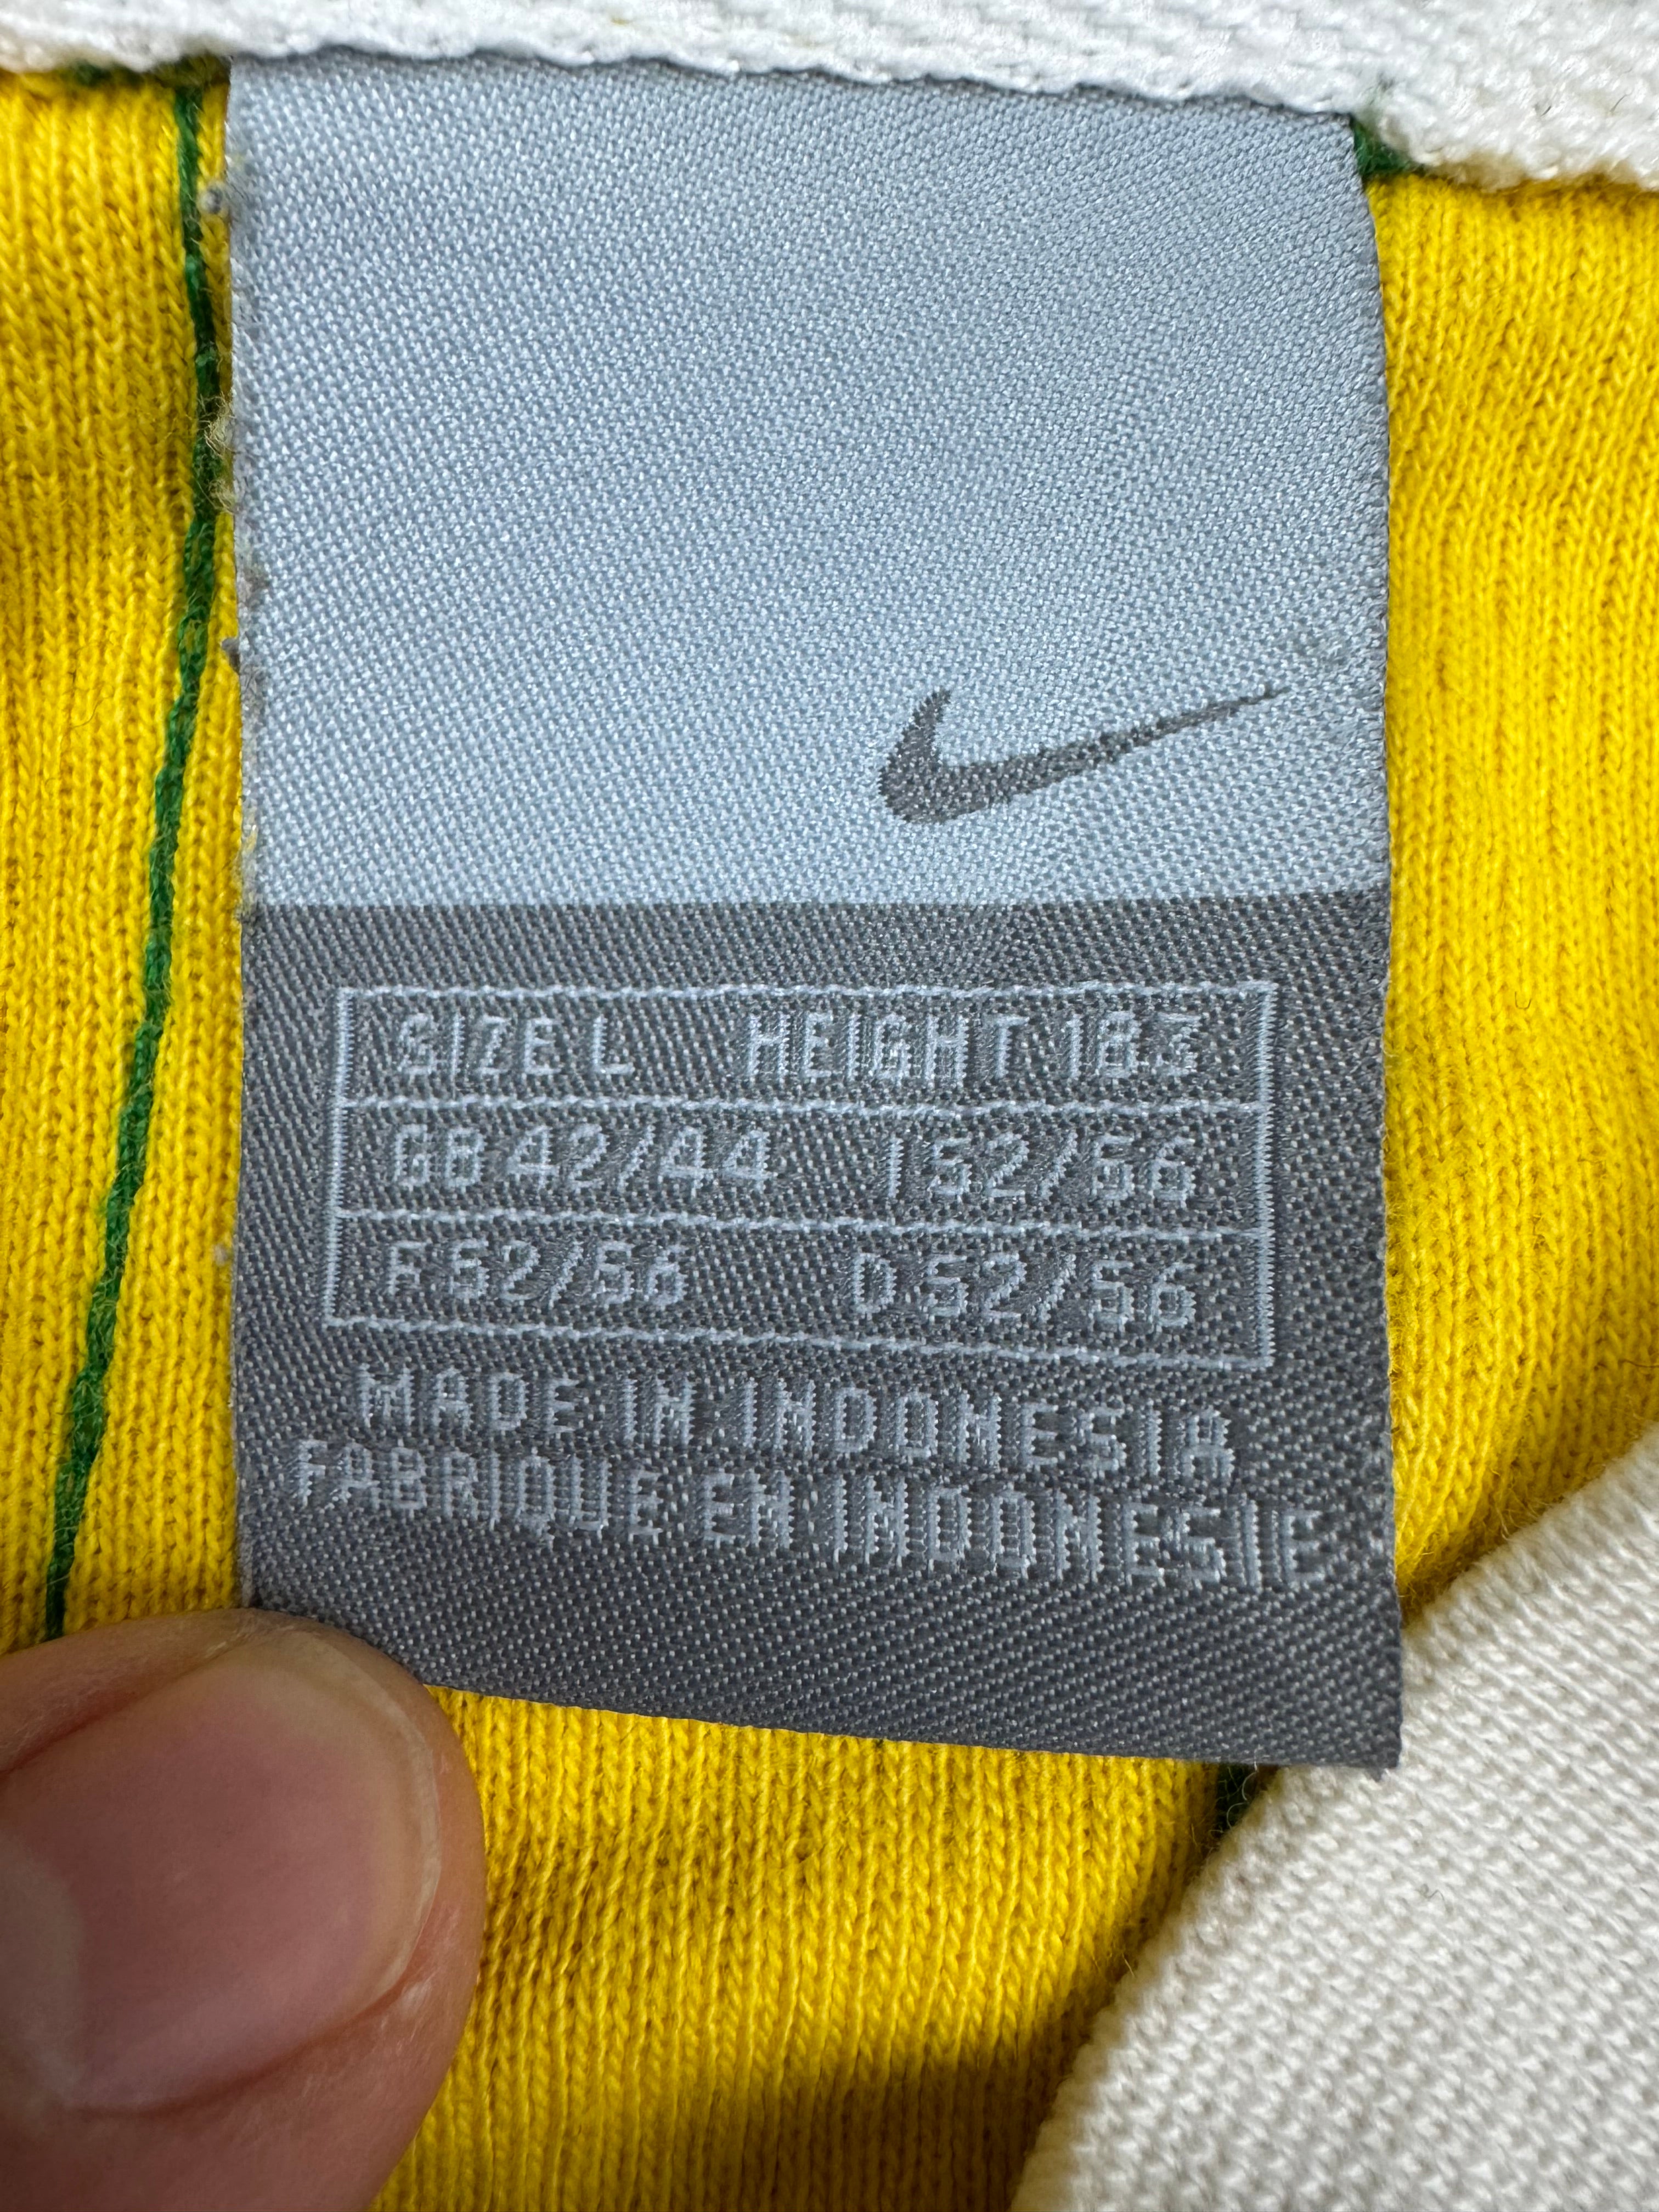 SIZE L HEIGHT 183
GB 42/44 I 52/56
F 52/56 D 52/56
MADE IN INDONESIA
FABRIQUE EN INDONESIE